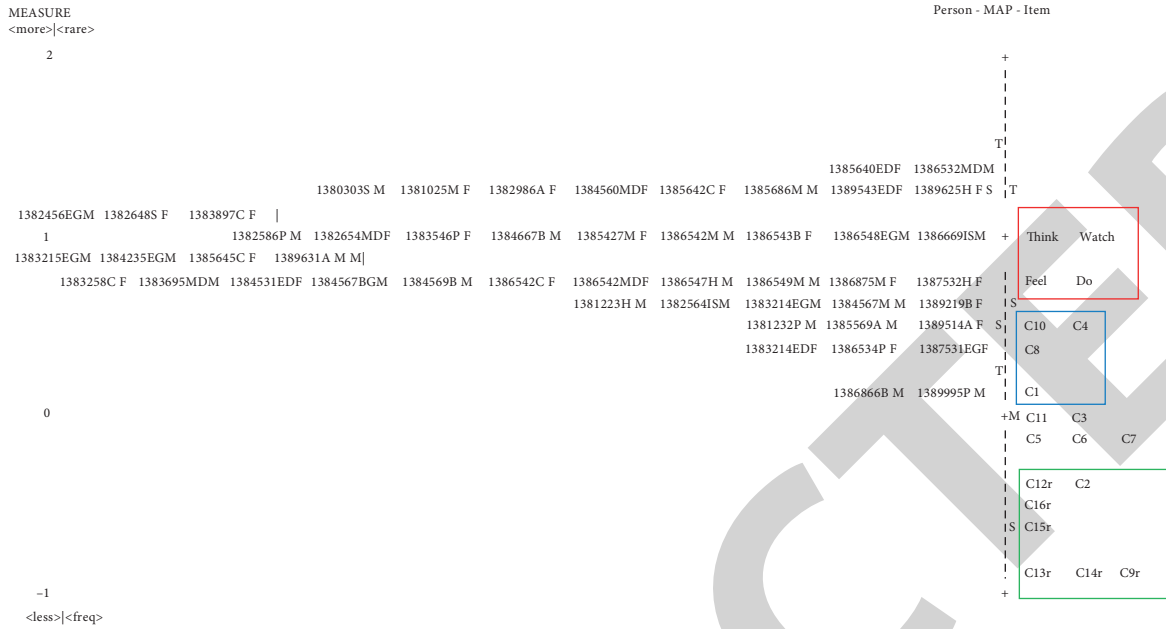 MEASURE Person - MAP - Item
<more>|<rare>
2 +
T
1385640EDF 1386532MDM
1380303S M 1381025M F 1382986A F 1384560MDF 1385642C F 1385686M M 1389543EDF 1389625H F S | T
1382456EGM 1382648S F 1383897C F |
1 1382586P M 1382654MDF 1383546P F 1384667B M 1385427M F 1386542M M 1386543B F 1386548EGM 1386669ISM + Think Watch
1383215EGM 1384235EGM 1385645C F 1389631A M M|
1383258C F 1383695MDM 1384531EDF 1384567BGM 1384569B M 1386542C F 1386542MDF 1386547H M 1386549M M 1386875M F 1387532H F Feel Do
1381223H M 1382564ISM 1383214EGM 1384567M M 1389219B F | S
1381232P M 1385569A M 1389514A F S | C10 C4
1383214EDF 1386534P F 1387531EGF C8
T
1386866B M 1389995P M C1
0 +M C11 C3
C5 C6 C7
C12r C2
C16r
| S C15r
C13r C14r C9r
–1 +
<less>|<freq>